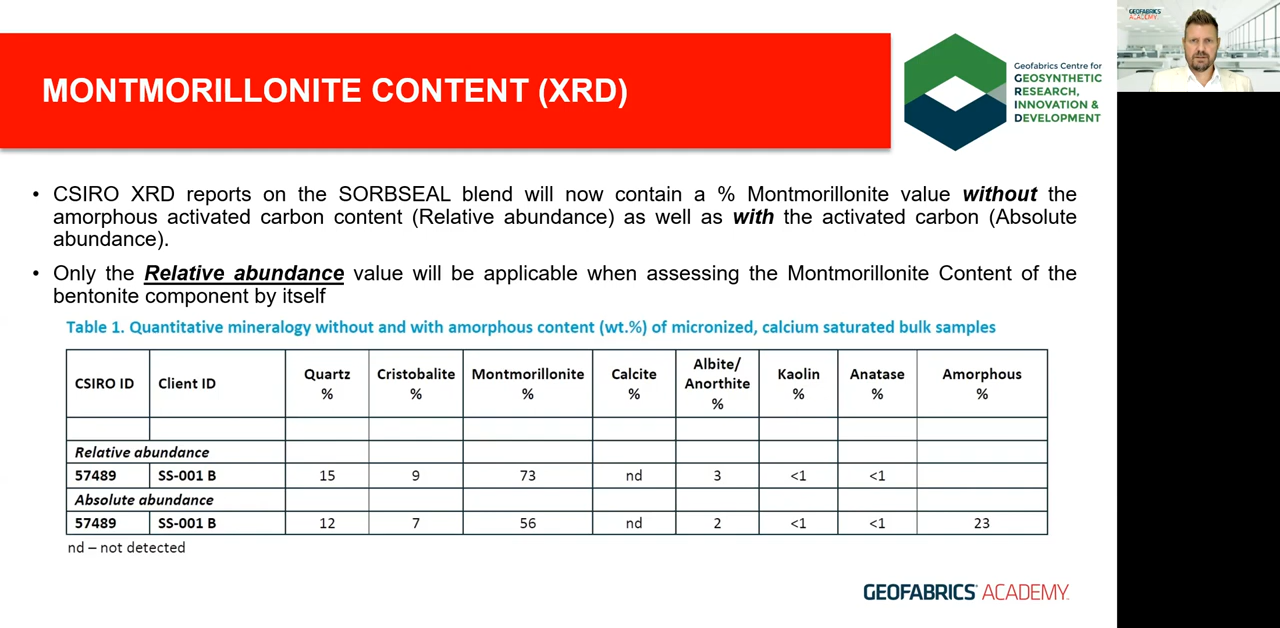 MONTMORILLONITE CONTENT (XRD)
Geofabrics Centre for
GEOSYNTHETIC
RESEARCH,
INNOVATION &
DEVELOPMENT
GEOFABRICS
ACADEMY
• CSIRO XRD reports on the SORBSEAL blend will now contain a % Montmorillonite value without the
amorphous activated carbon content (Relative abundance) as well as with the activated carbon (Absolute
abundance).
• Only the Relative abundance value will be applicable when assessing the Montmorillonite Content of the
bentonite component by itself
Table 1. Quantitative mineralogy without and with amorphous content (wt.%) of micronized, calcium saturated bulk samples
CSIRO ID Client ID Quartz % Cristobalite % Montmorillonite % Calcite % Albite/ Anorthite % Kaolin % Anatase % Amorphous %
Relative abundance
57489 SS-001 B 15 9 73 nd 3 <1 <1
Absolute abundance
57489 SS-001 B 12 7 56 nd 2 <1 <1 23
nd – not detected
GEOFABRICS ACADEMY